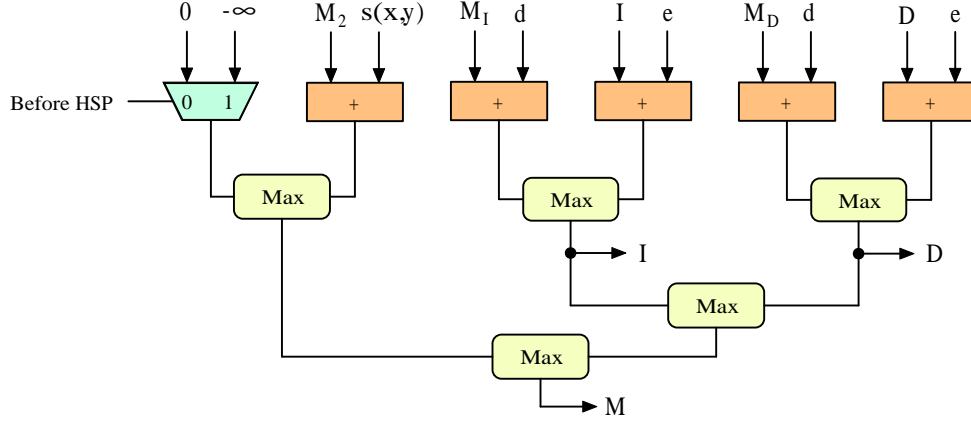 0 -∞ M2 s(x,y) MI d I e MD d D e
Before HSP 0 1 + + + + +
Max Max Max
I D
Max
Max
M